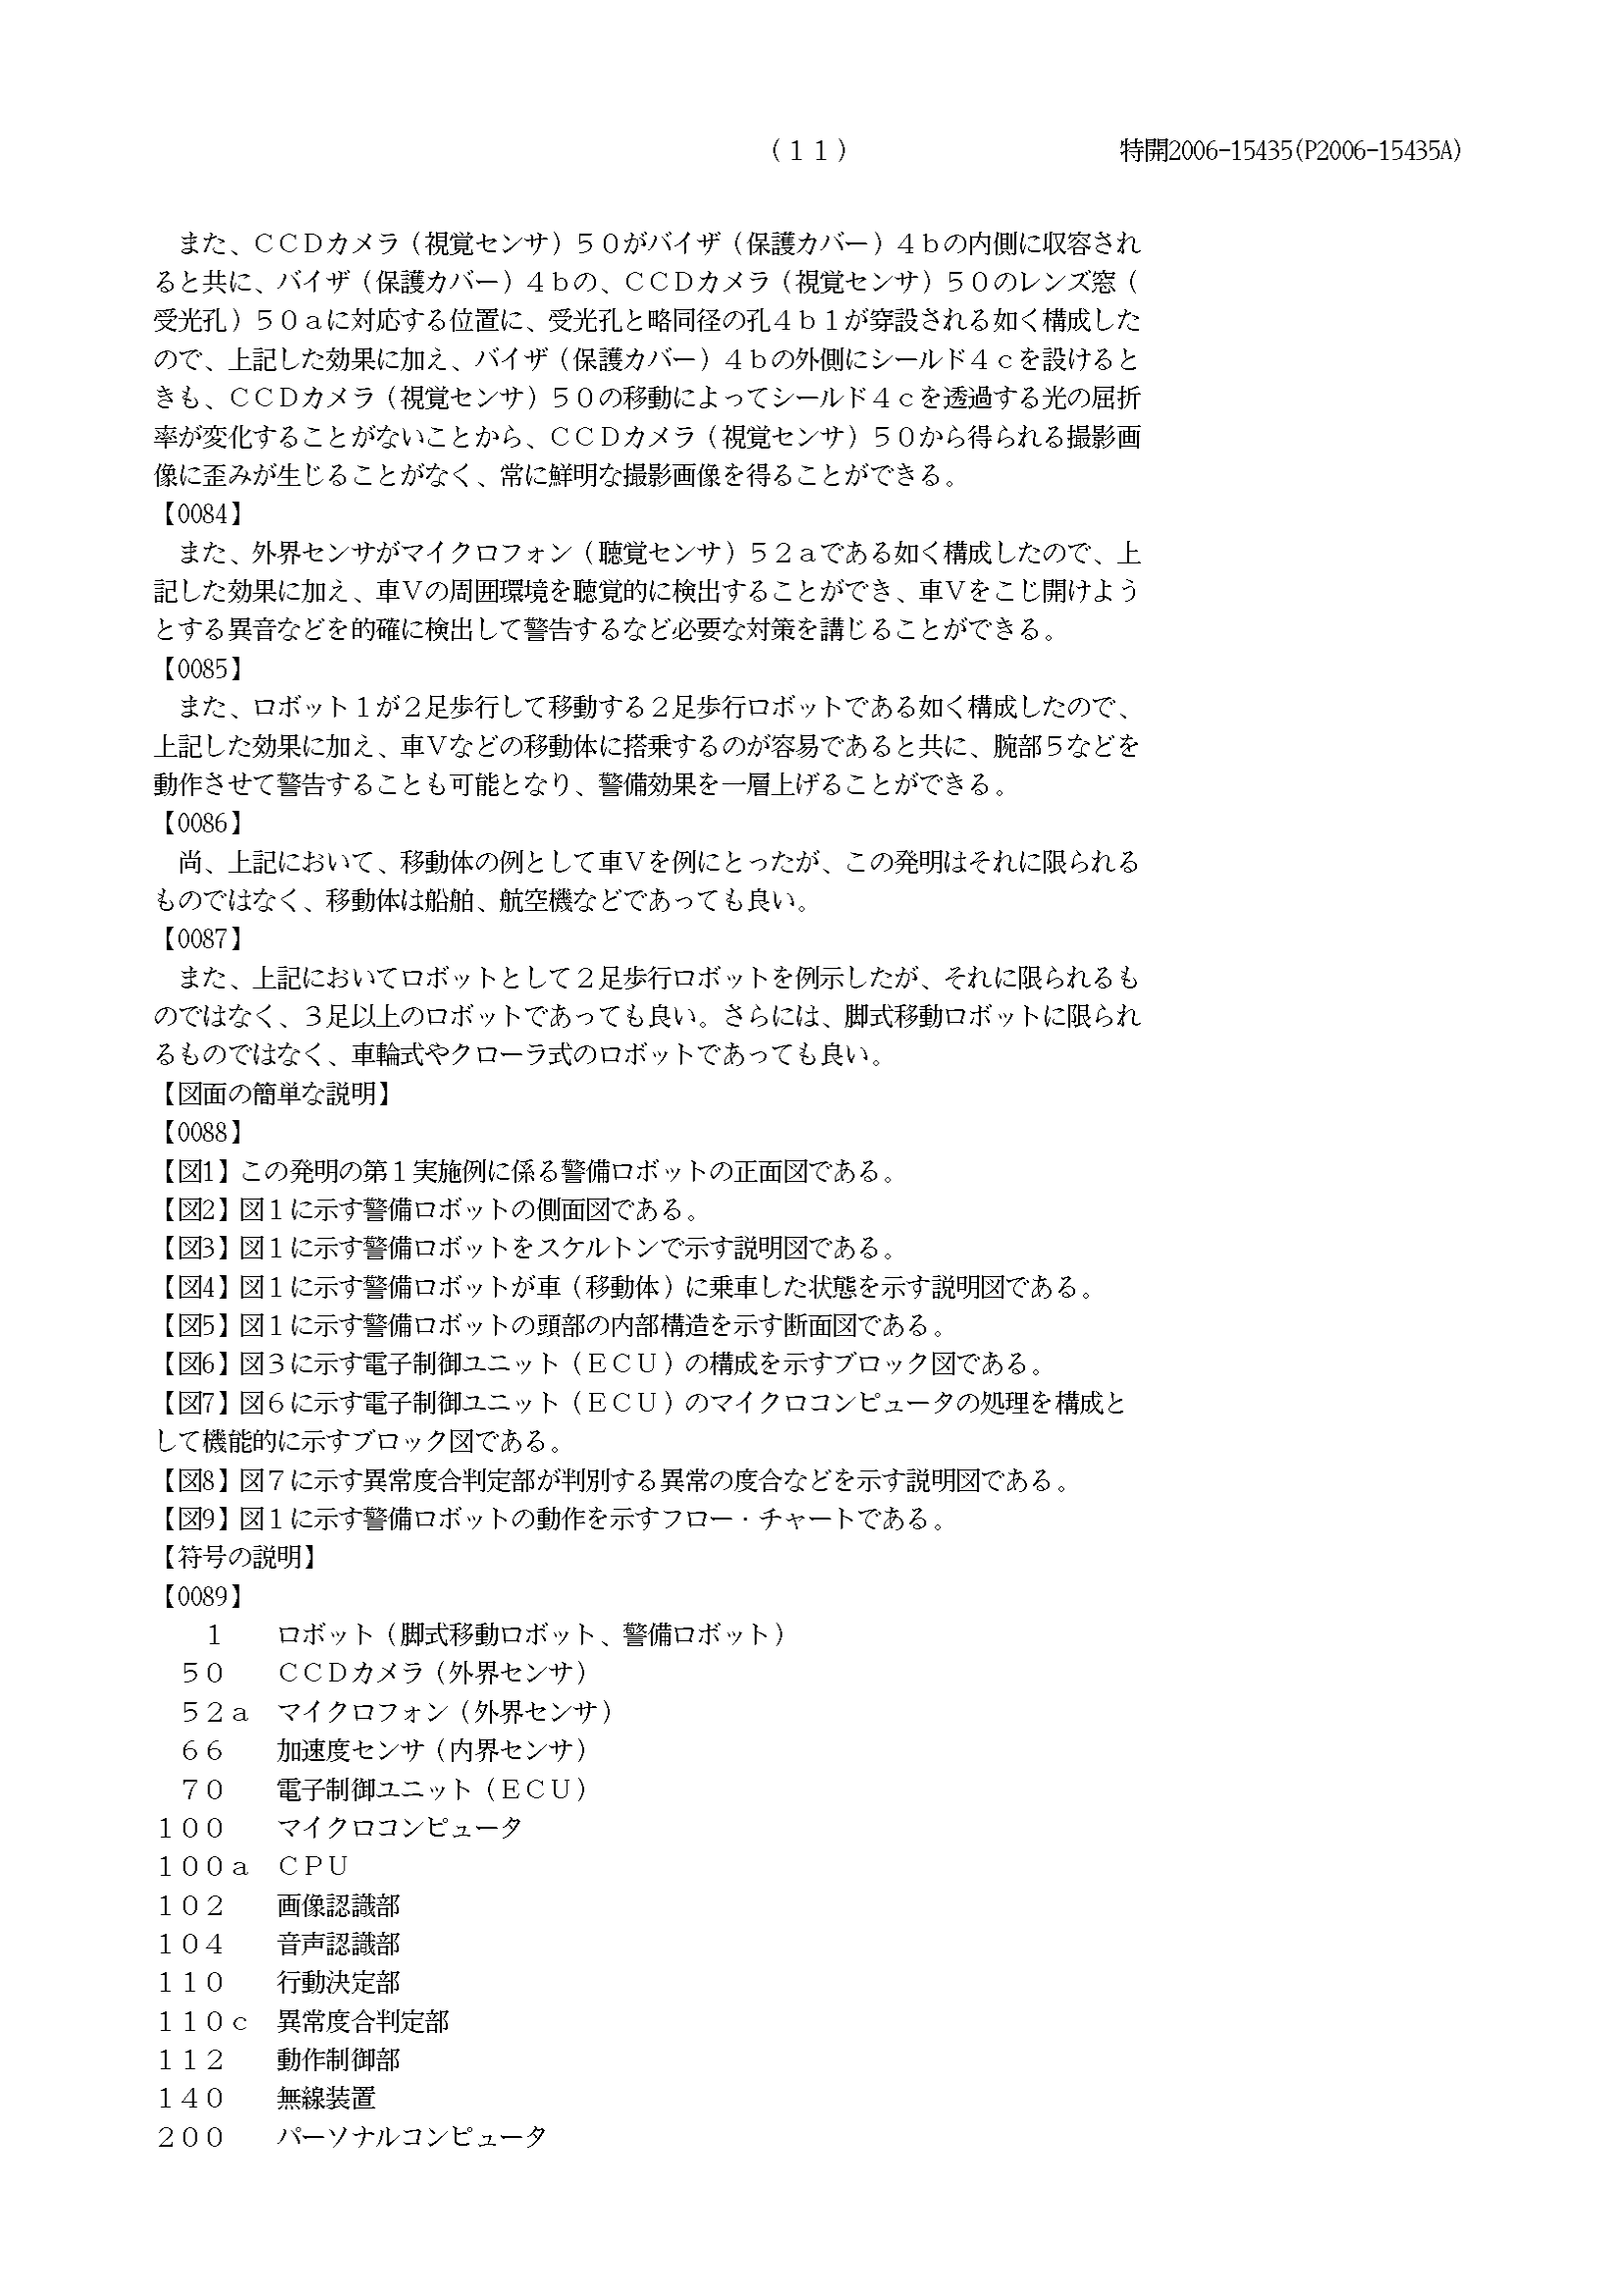 (１１)
特開2006-15435(P2006-15435A)
　また、ＣＣＤカメラ（視覚センサ）５０がバイザ（保護カバー）４ｂの内側に収容され
ると共に、バイザ（保護カバー）４ｂの、ＣＣＤカメラ（視覚センサ）５０のレンズ窓（
受光孔）５０ａに対応する位置に、受光孔と略同径の孔４ｂ１が穿設される如く構成した
ので、上記した効果に加え、バイザ（保護カバー）４ｂの外側にシールド４ｃを設けると
きも、ＣＣＤカメラ（視覚センサ）５０の移動によってシールド４ｃを透過する光の屈折
率が変化することがないことから、ＣＣＤカメラ（視覚センサ）５０から得られる撮影画
像に歪みが生じることがなく、常に鮮明な撮影画像を得ることができる。
【0084】
　また、外界センサがマイクロフォン（聴覚センサ）５２ａである如く構成したので、上
記した効果に加え、車Ｖの周囲環境を聴覚的に検出することができ、車Ｖをこじ開けよう
とする異音などを的確に検出して警告するなど必要な対策を講じることができる。
【0085】
　また、ロボット１が２足歩行して移動する２足歩行ロボットである如く構成したので、
上記した効果に加え、車Ｖなどの移動体に搭乗するのが容易であると共に、腕部５などを
動作させて警告することも可能となり、警備効果を一層上げることができる。
【0086】
　尚、上記において、移動体の例として車Ｖを例にとったが、この発明はそれに限られる
ものではなく、移動体は船舶、航空機などであっても良い。
【0087】
　また、上記においてロボットとして２足歩行ロボットを例示したが、それに限られるも
のではなく、３足以上のロボットであっても良い。さらには、脚式移動ロボットに限られ
るものではなく、車輪式やクローラ式のロボットであっても良い。
【図面の簡単な説明】
【0088】
【図1】この発明の第１実施例に係る警備ロボットの正面図である。
【図2】図１に示す警備ロボットの側面図である。
【図3】図１に示す警備ロボットをスケルトンで示す説明図である。
【図4】図１に示す警備ロボットが車（移動体）に乗車した状態を示す説明図である。
【図5】図１に示す警備ロボットの頭部の内部構造を示す断面図である。
【図6】図３に示す電子制御ユニット（ＥＣＵ）の構成を示すブロック図である。
【図7】図６に示す電子制御ユニット（ＥＣＵ）のマイクロコンピュータの処理を構成と
して機能的に示すブロック図である。
【図8】図７に示す異常度合判定部が判別する異常の度合などを示す説明図である。
【図9】図１に示す警備ロボットの動作を示すフロー・チャートである。
【符号の説明】
【0089】
　　１　　ロボット（脚式移動ロボット、警備ロボット）
　５０　　ＣＣＤカメラ（外界センサ）
　５２ａ　マイクロフォン（外界センサ）
　６６　　加速度センサ（内界センサ）
　７０　　電子制御ユニット（ＥＣＵ）
１００　　マイクロコンピュータ
１００ａ　ＣＰＵ
１０２　　画像認識部
１０４　　音声認識部
１１０　　行動決定部
１１０ｃ　異常度合判定部
１１２　　動作制御部
１４０　　無線装置
２００　　パーソナルコンピュータ